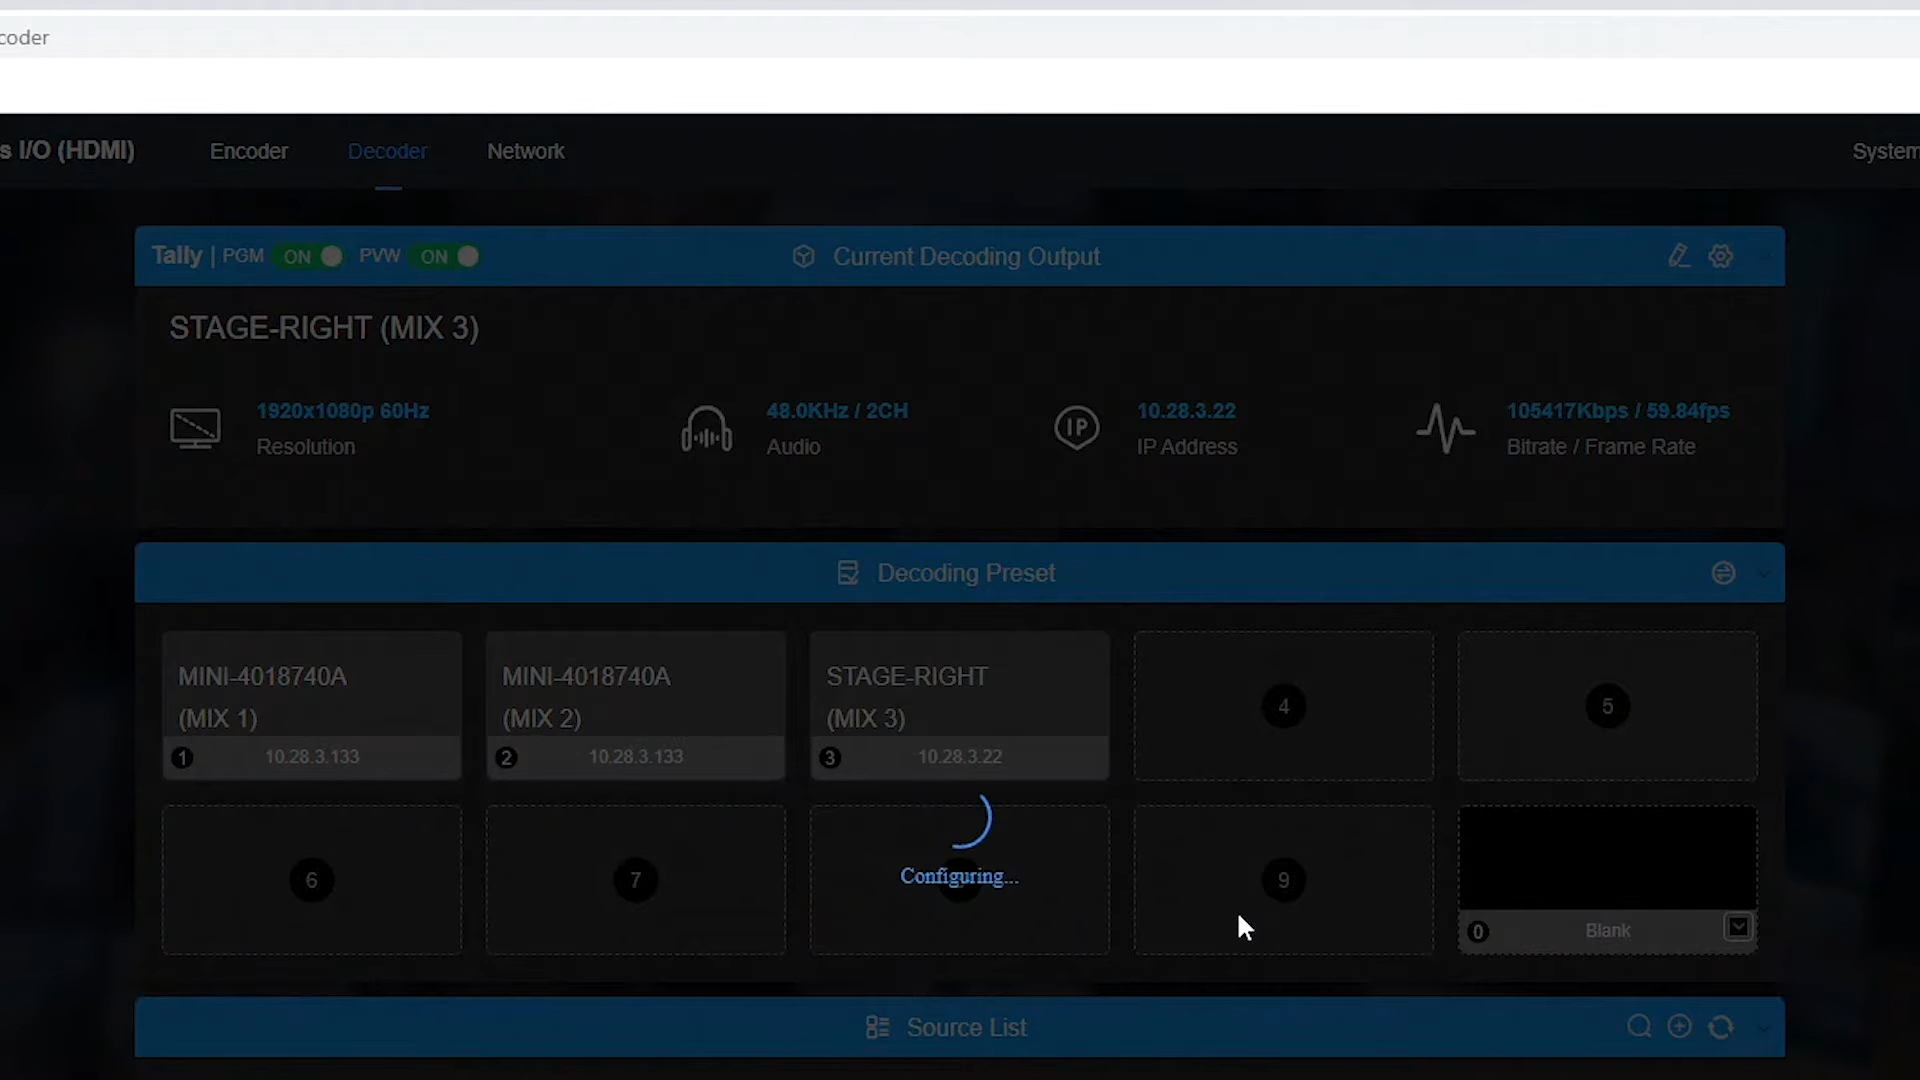 coder
s I/O (HDMI) Encoder Decoder Network System
Tally | PGM ON PVW ON Current Decoding Output
STAGE-RIGHT (MIX 3)
1920x1080p 60Hz 48.0KHz / 2CH 10.28.3.22 105417Kbps / 59.84fps
Resolution Audio IP Address Bitrate / Frame Rate
IP
Decoding Preset
MINI-4018740A
(MIX 1)
1 10.28.3.133
MINI-4018740A
(MIX 2)
2 10.28.3.133
STAGE-RIGHT
(MIX 3)
3 10.28.3.22
4
5
6
7
Configuring...
9
0 Blank
Source List